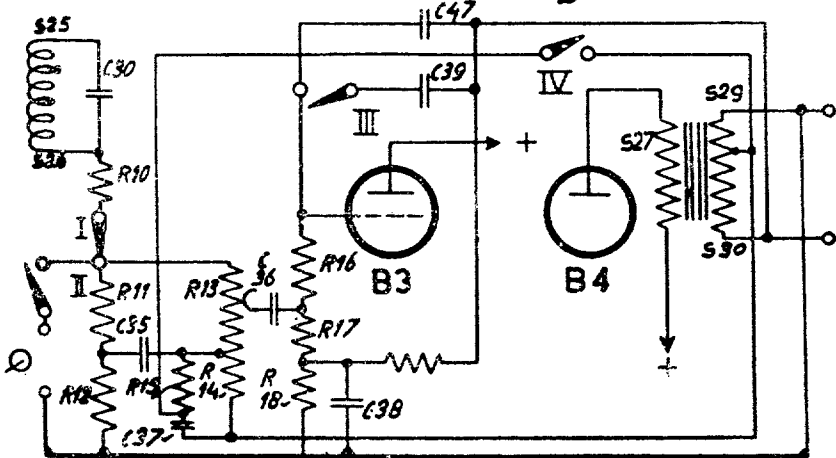 C47
S25
C30
C39
IV
S29
III
S27
+
R10
B3
B4
S30
I
II
R16
C
36
R11
R13
C35
R17
R12
R15
R
14
R
18
C38
C37
+